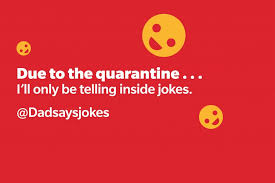 Due to the quarantine . . .
I'll only be telling inside jokes.
@Dadsaysjokes